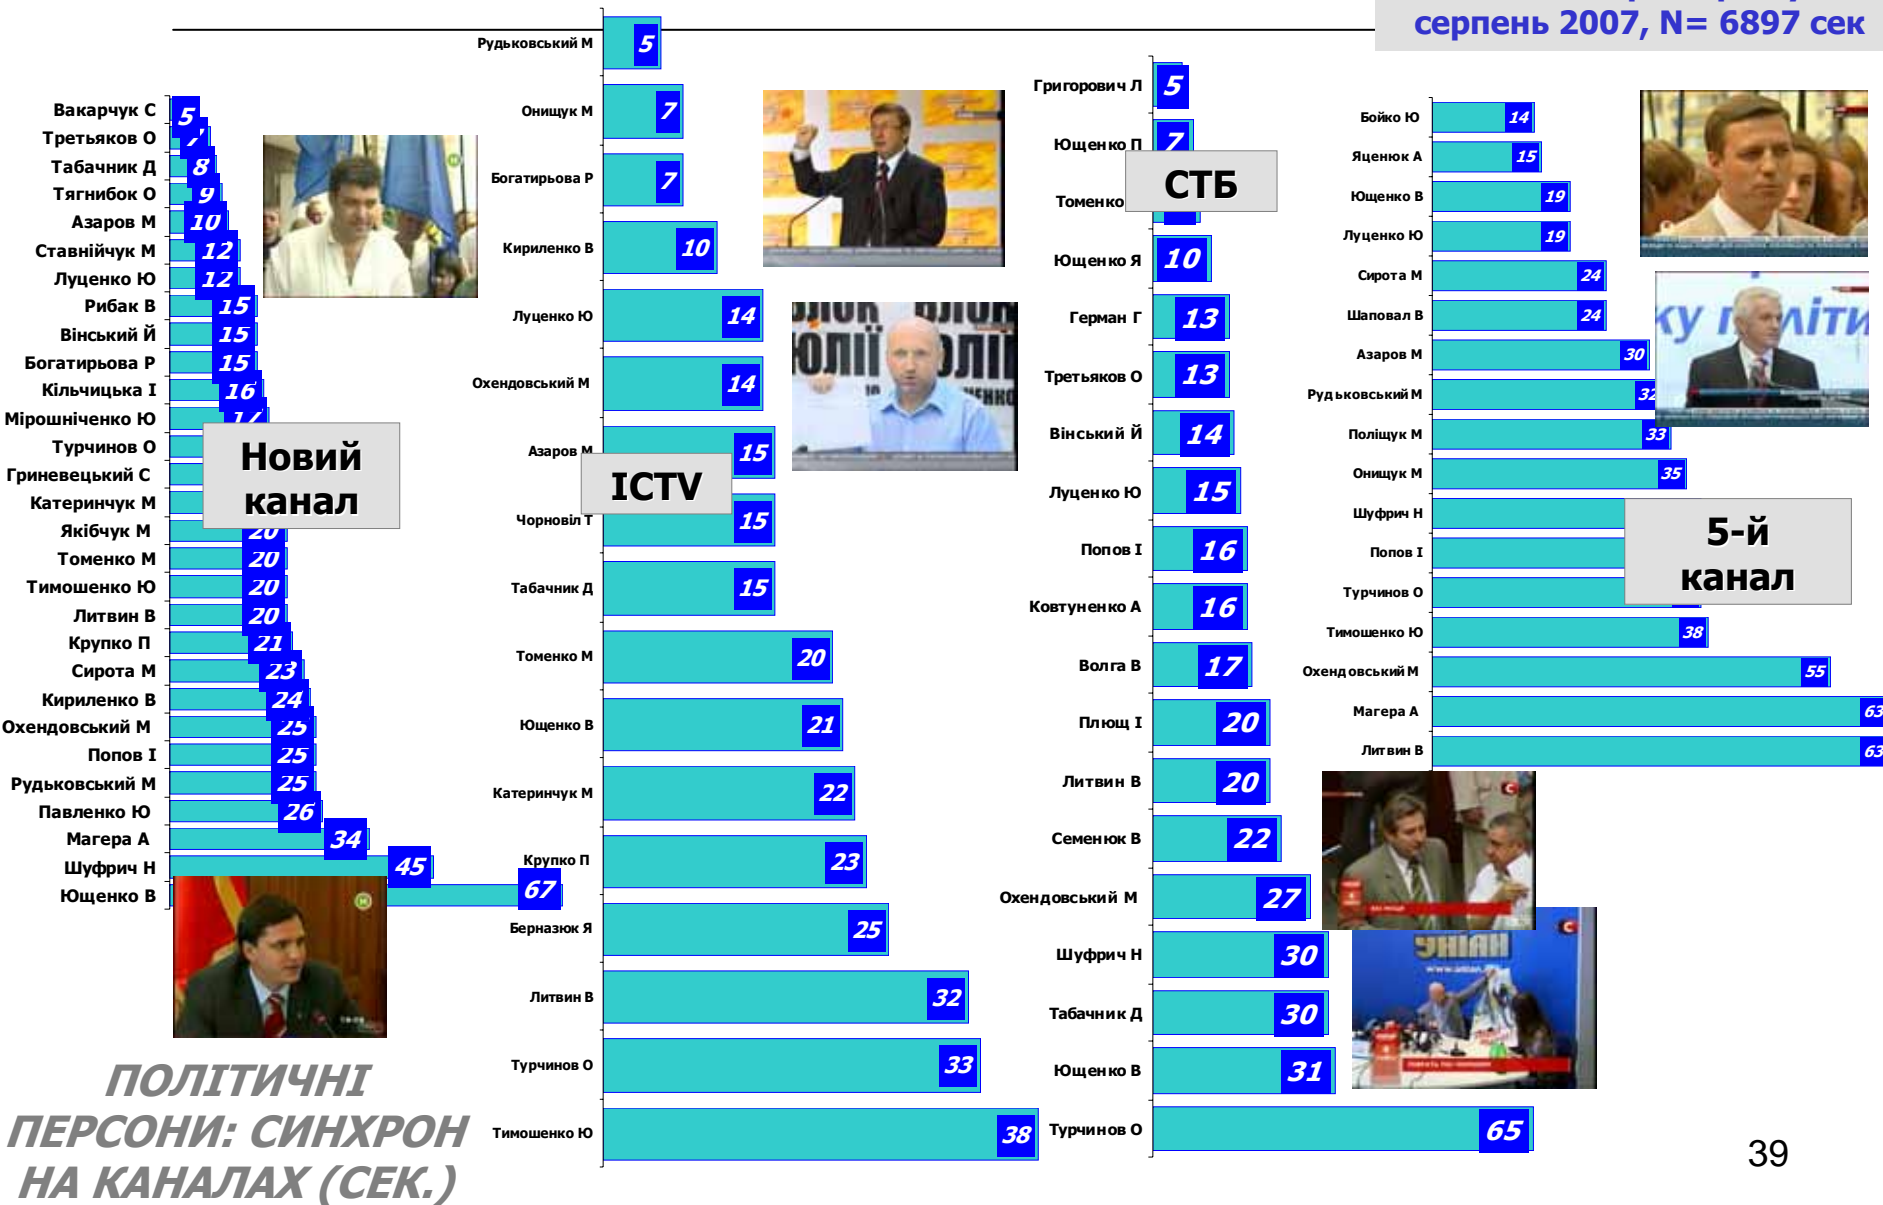 серпень 2007, N= 6897 сек
Вакарчук С 5
Третьяков О 7
Табачник Д 8
Тягнибок О 9
Азаров М 10
Ставнійчук М 12
Луценко Ю 12
Рибак В 15
Вінський Й 15
Богатирьова Р 15
Кільчицька І 16
Мірошніченко Ю 17
Турчинов О
Гриневецький С
Катеринчук М
Якібчук М 20
Томенко М 20
Тимошенко Ю 20
Литвин В 20
Крупко П 21
Сирота М 23
Кириленко В 24
Охендовський М 25
Попов І 25
Рудьковський М 25
Павленко Ю 26
Магера А 34
Шуфрич Н 45
Ющенко В 67
Новий
канал
Рудьковський М 5
Онищук М 7
Богатирьова Р 7
Кириленко В 10
Луценко Ю 14
Охендовський М 14
Азаров М 15
Чорновіл Т 15
Табачник Д 15
Томенко М 20
Ющенко В 21
Катеринчук М 22
Крупко П 23
Берназюк Я 25
Литвин В 32
Турчинов О 33
Тимошенко Ю 38
ICTV
Григорович Л 5
Ющенко П 7
Томенко
Ющенко Я 10
Герман Г 13
Третьяков О 13
Вінський Й 14
Луценко Ю 15
Попов І 16
Ковтуненко А 16
Волга В 17
Плющ І 20
Литвин В 20
Семенюк В 22
Охендовський М 27
Шуфрич Н 30
Табачник Д 30
Ющенко В 31
Турчинов О 65
СТБ
Бойко Ю 14
Яценюк А 15
Ющенко В 19
Луценко Ю 19
Сирота М 24
Шаповал В 24
Азаров М 30
Рудьковський М 32
Поліщук М 33
Онищук М 35
Шуфрич Н
Попов І
Турчинов О
Тимошенко Ю 38
Охендовський М 55
Магера А 63
Литвин В 63
5-й
канал
УНІАН
ПОЛІТИЧНІ
ПЕРСОНИ: СИНХРОН
НА КАНАЛАХ (СЕК.)
39